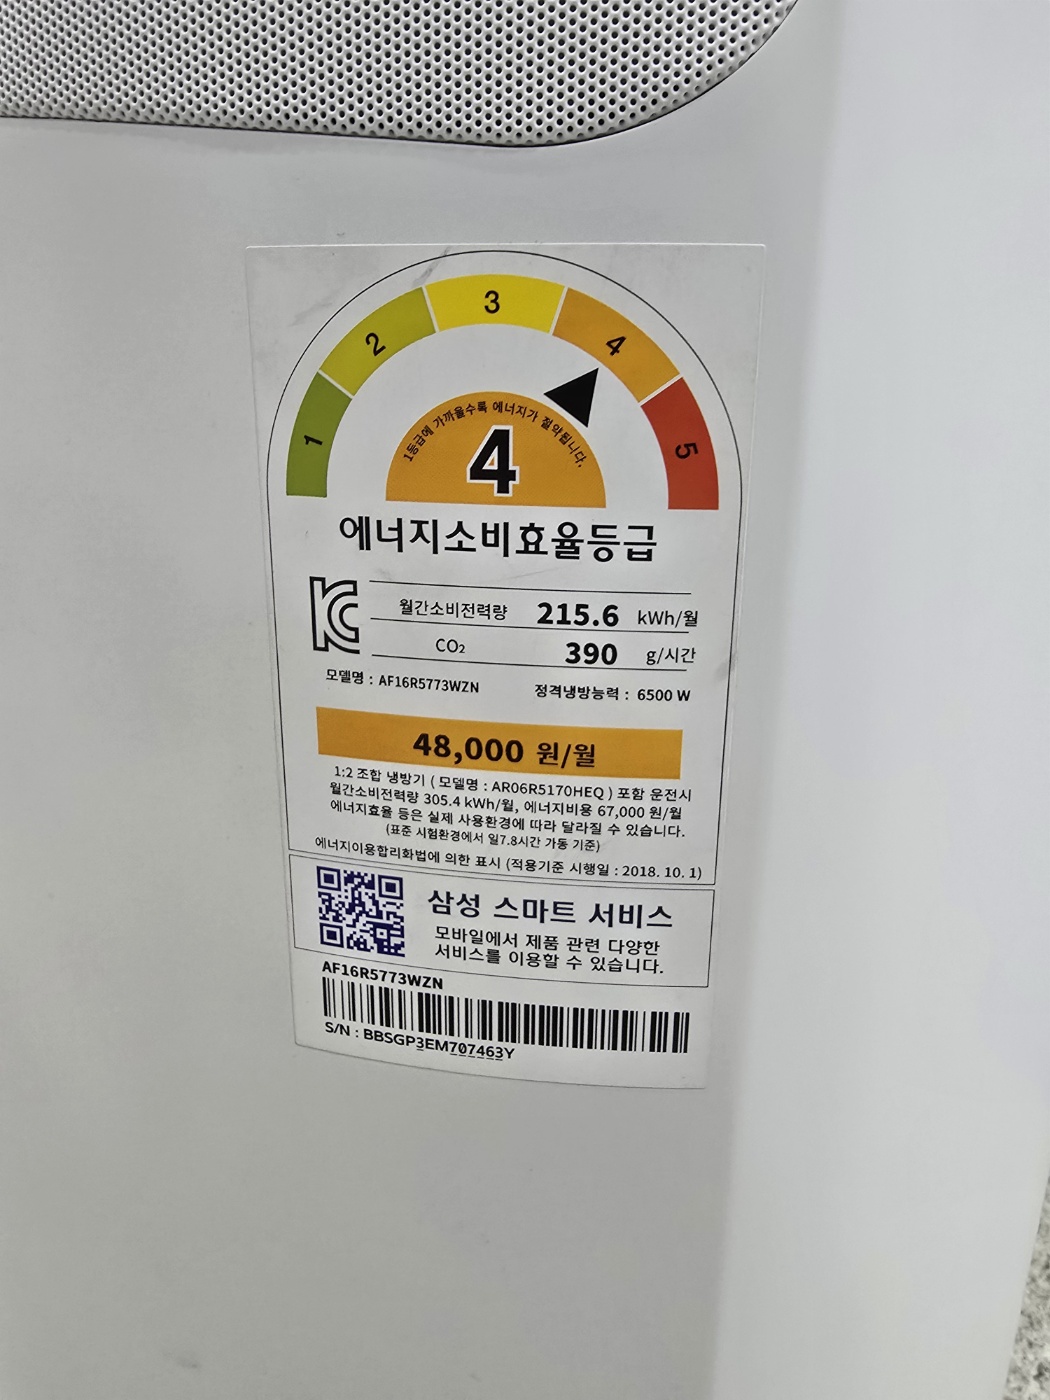 1 2 3 4 5
1등급에 가까울수록 에너지가 절약됩니다.
4
에너지소비효율등급
월간소비전력량 215.6 kWh/월
CO₂ 390 g/시간
모델명 : AF16R5773WZN 정격냉방능력 : 6500 W
48,000 원/월
1:2 조합 냉방기 ( 모델명 : AR06R5170HEQ ) 포함 운전시
월간소비전력량 305.4 kWh/월, 에너지비용 67,000 원/월
에너지효율 등은 실제 사용환경에 따라 달라질 수 있습니다.
(표준 시험환경에서 일7.8시간 가동 기준)
에너지이용합리화법에 의한 표시 (적용기준 시행일 : 2018. 10. 1)
삼성 스마트 서비스
모바일에서 제품 관련 다양한
서비스를 이용할 수 있습니다.
AF16R5773WZN
S/N : BBSGP3EM707463Y